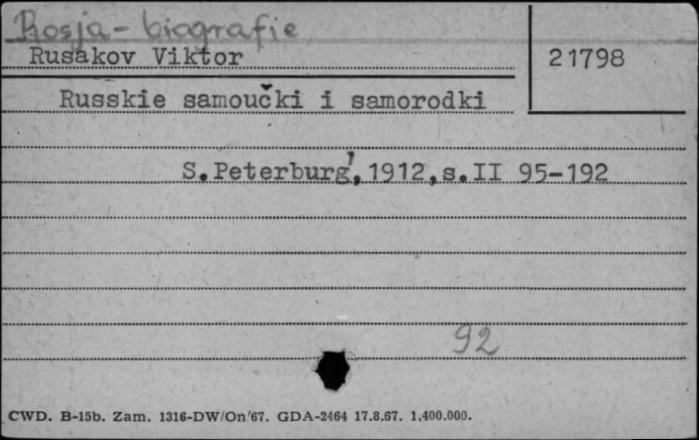 Rosja - biografie
Rusakov Viktor
21798
Russkie samoučki i samorodki
S.Peterburg', 1912,s.II 95-192
92
CWD. B-15b. Zam. 1316-DW/On/67. GDA-2464 17.8.67. 1.400.000.